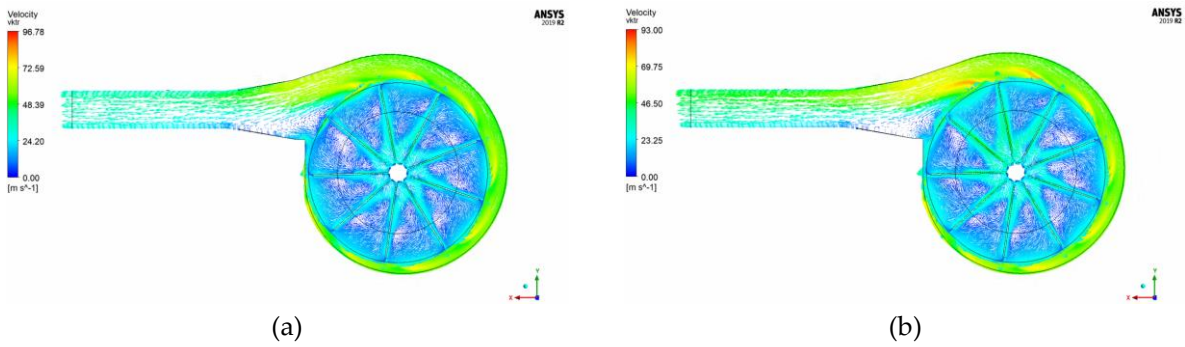 Velocity
vktr
96.78
72.59
48.39
24.20
0.00
[m s^-1]
ANSYS
2019 R2
Y
X
(a)
Velocity
vktr
93.00
69.75
46.50
23.25
0.00
[m s^-1]
ANSYS
2019 R2
Y
X
(b)